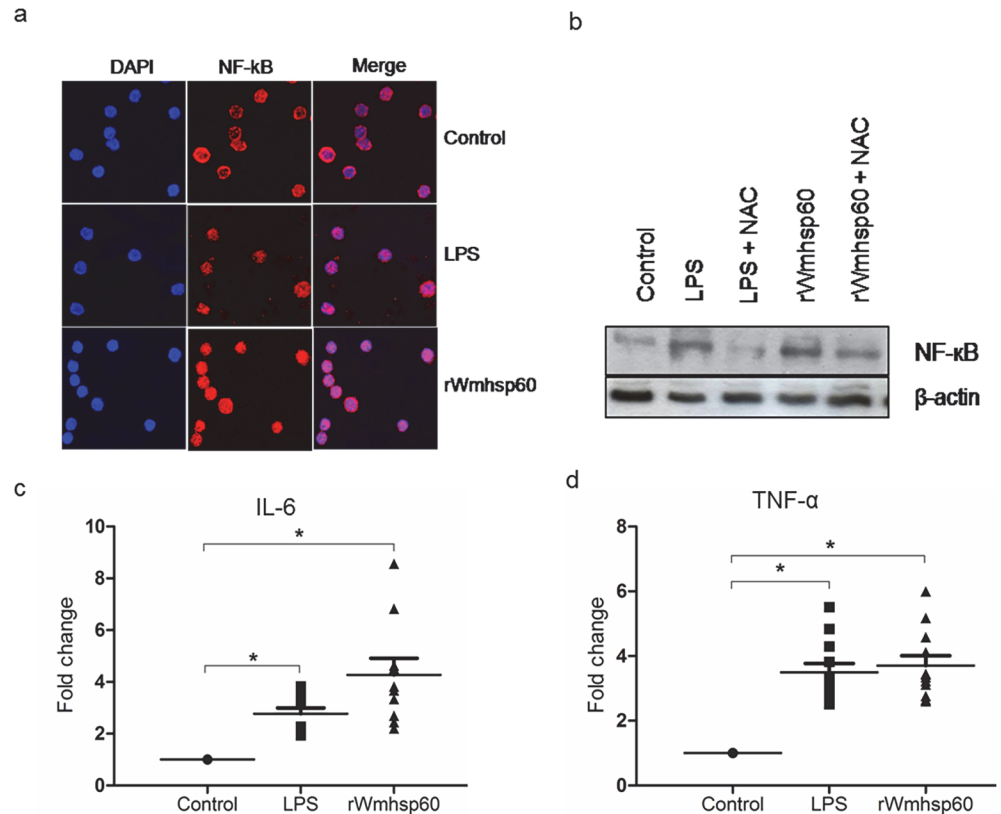 a
DAPI NF-kB Merge
Control
LPS
rWmhsp60
b
Control
LPS
LPS + NAC
rWmhsp60
rWmhsp60 + NAC
NF-κB
β-actin
c
IL-6
10
8
6
4
2
0
Fold change
*
*
Control LPS rWmhsp60
d
TNF-α
8
6
4
2
0
Fold change
*
*
Control LPS rWmhsp60